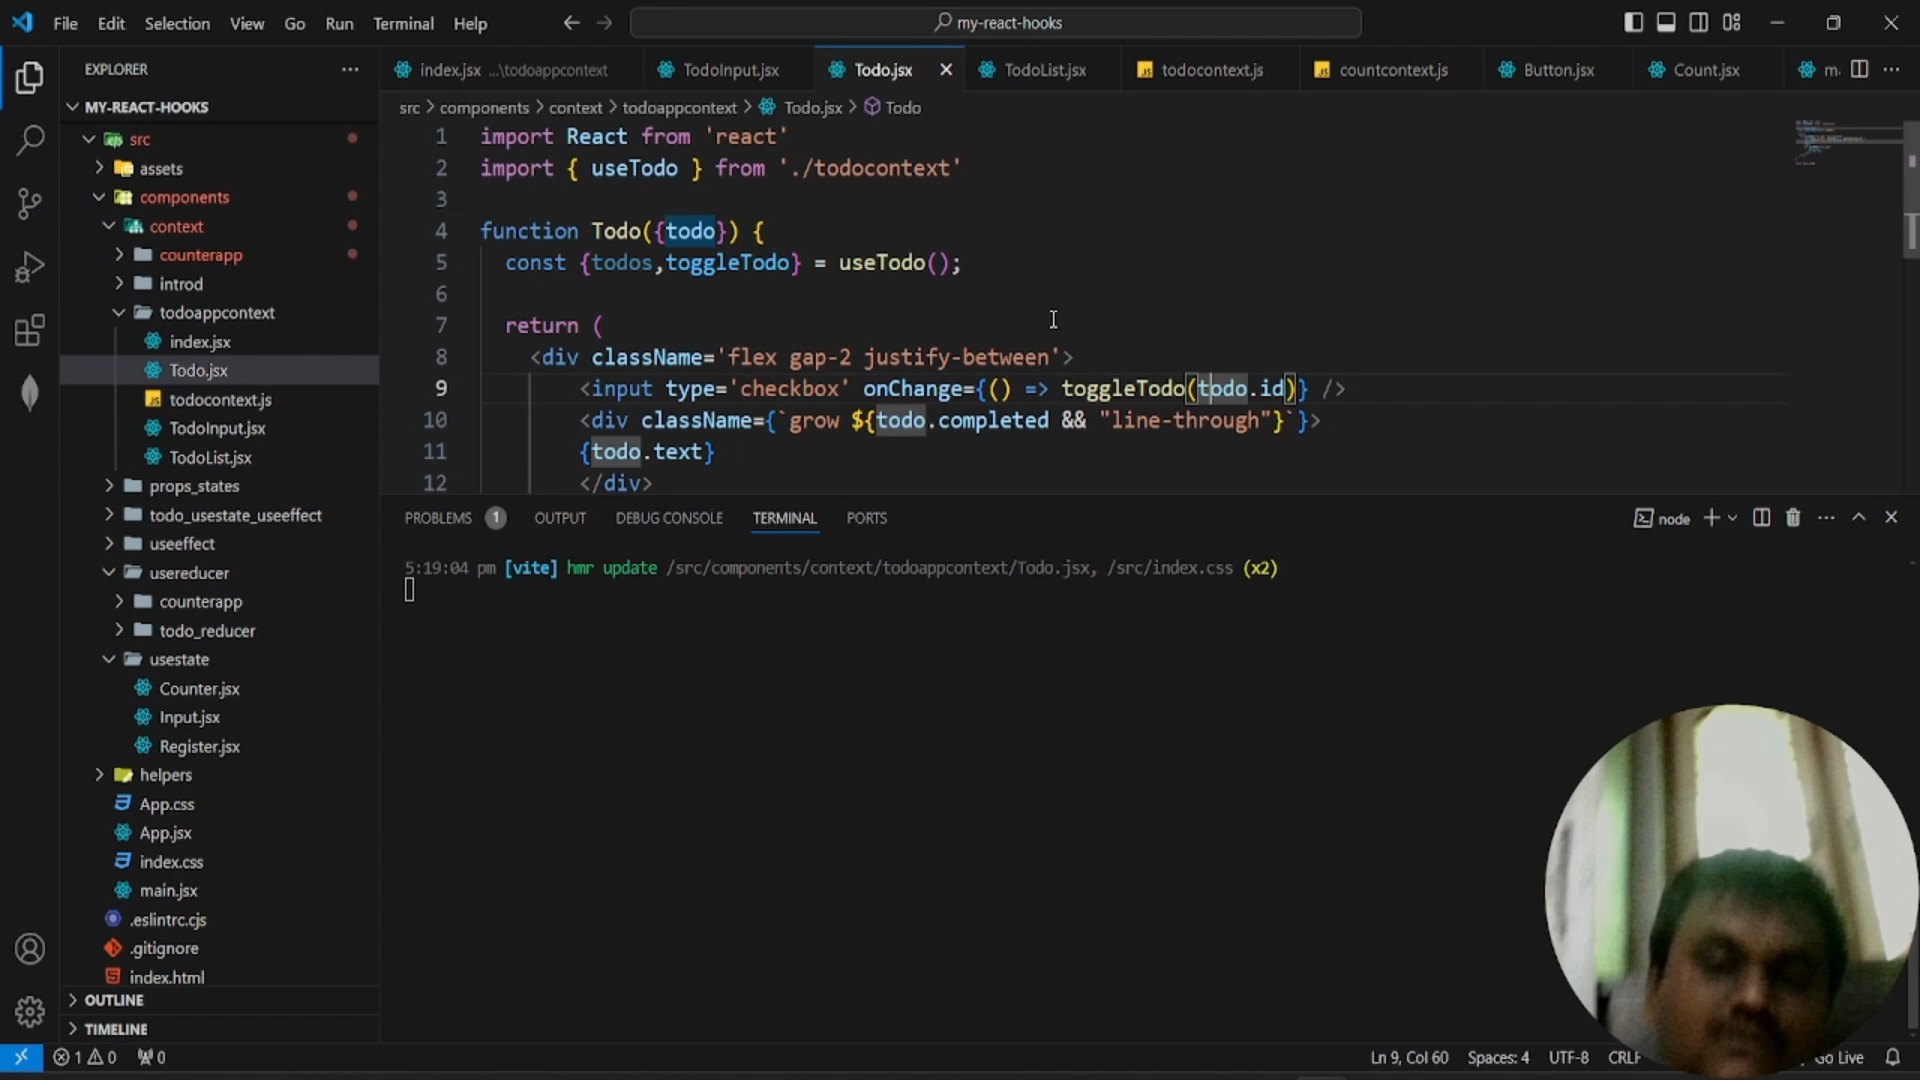 File Edit Selection View Go Run Terminal Help
my-react-hooks
EXPLORER
MY-REACT-HOOKS
src
assets
components
context
counterapp
introd
todoappcontext
index.jsx
Todo.jsx
todocontext.js
TodoInput.jsx
TodoList.jsx
props_states
todo_usestate_useeffect
useeffect
usereducer
counterapp
todo_reducer
usestate
Counter.jsx
Input.jsx
Register.jsx
helpers
App.css
App.jsx
index.css
main.jsx
.eslintrc.cjs
.gitignore
index.html
OUTLINE
TIMELINE
index.jsx ...\todoappcontext TodoInput.jsx Todo.jsx TodoList.jsx todocontext.js countcontext.js Button.jsx Count.jsx
src > components > context > todoappcontext > Todo.jsx > Todo
1 import React from 'react'
2 import { useTodo } from './todocontext'
3
4 function Todo({todo}) {
5 const {todos,toggleTodo} = useTodo();
6
7 return (
8 <div className='flex gap-2 justify-between'>
9 <input type='checkbox' onChange={() => toggleTodo(todo.id)} />
10 <div className={`grow ${todo.completed && "line-through"}`}>
11 {todo.text}
12 </div>
PROBLEMS 1 OUTPUT DEBUG CONSOLE TERMINAL PORTS
node
5:19:04 pm [vite] hmr update /src/components/context/todoappcontext/Todo.jsx, /src/index.css (x2)
1 0 0
Ln 9, Col 60 Spaces: 4 UTF-8 CRLF Go Live